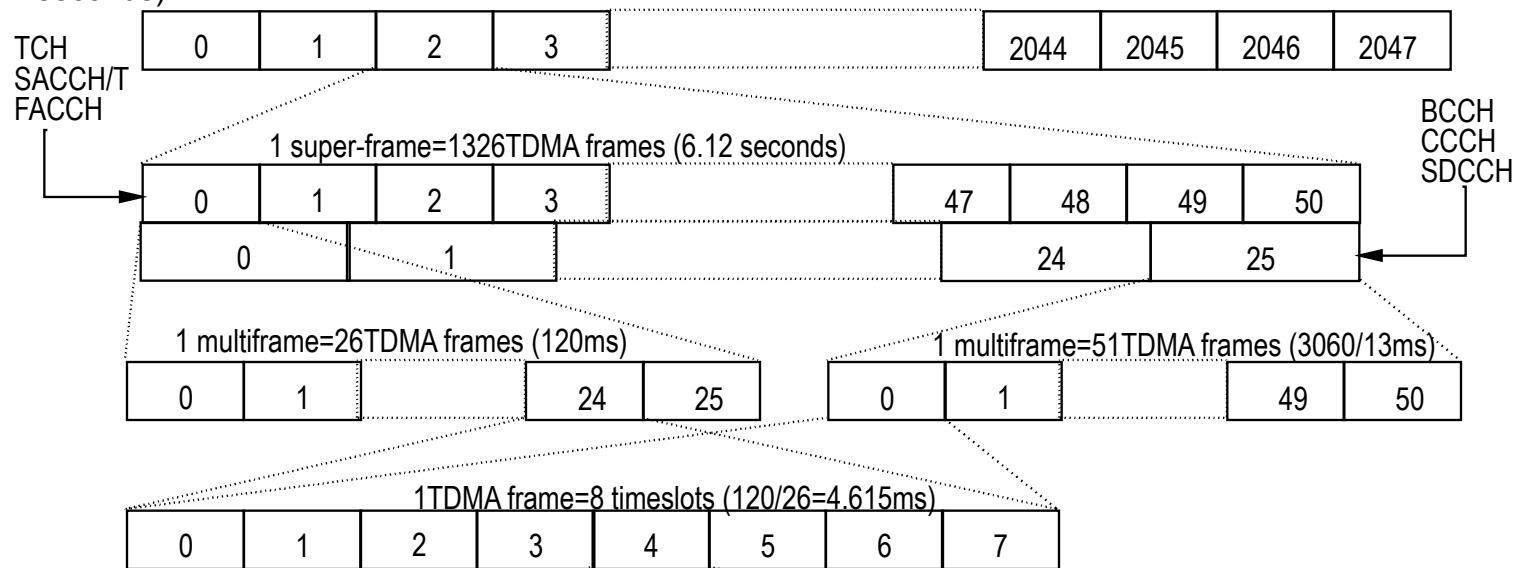 0 1 2 3 2044 2045 2046 2047
TCH
SACCH/T
FACCH
BCCH
CCCH
SDCCH
1 super-frame=1326TDMA frames (6.12 seconds)
0 1 2 3 47 48 49 50
0 1 24 25
1 multiframe=26TDMA frames (120ms)
1 multiframe=51TDMA frames (3060/13ms)
0 1 24 25
0 1 49 50
1TDMA frame=8 timeslots (120/26=4.615ms)
0 1 2 3 4 5 6 7